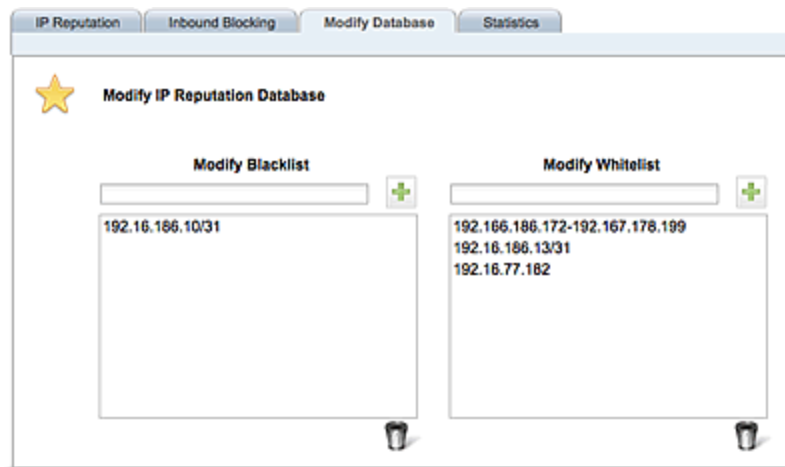 IP Reputation
Inbound Blocking
Modify Database
Statistics
Modify IP Reputation Database
Modify Blacklist
192.16.186.10/31
Modify Whitelist
192.166.186.172-192.167.178.199
192.16.186.13/31
192.16.77.182